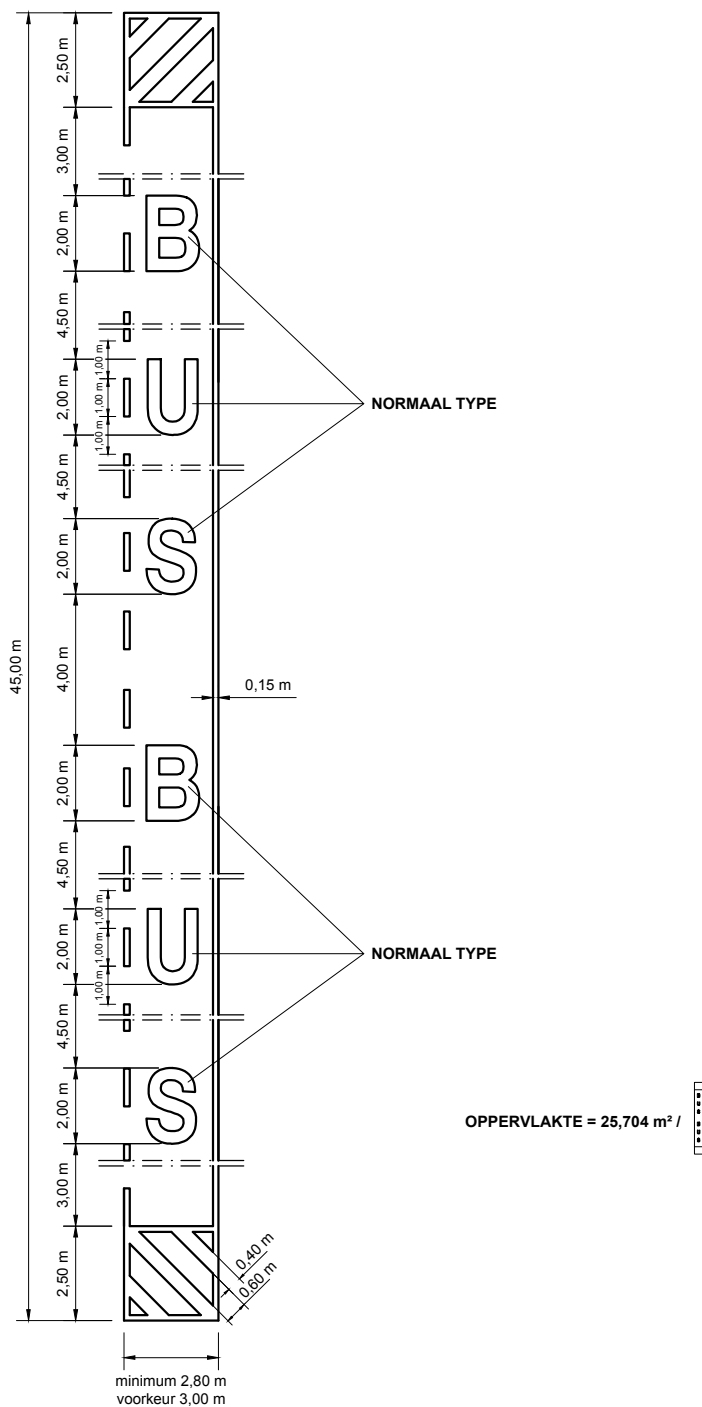 45,00 m
2,50 m
3,00 m
2,00 m
4,50 m
2,00 m
4,50 m
2,00 m
4,00 m
2,00 m
4,50 m
2,00 m
4,50 m
2,00 m
3,00 m
2,50 m
1,00 m
1,00 m
1,00 m
1,00 m
1,00 m
1,00 m
B
U
S
B
U
S
NORMAAL TYPE
0,15 m
NORMAAL TYPE
OPPERVLAKTE = 25,704 m² /
0,40 m
0,60 m
minimum 2,80 m
voorkeur 3,00 m